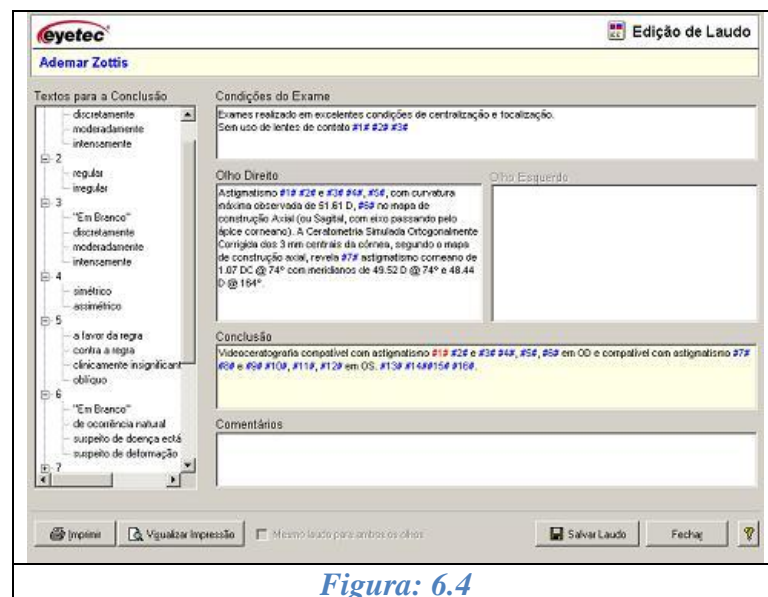 eyetec
Edição de Laudo
Ademar Zottis
Textos para a Conclusão
discretamente
moderadamente
intensamente
2
regular
irregular
3
"Em Branco"
discretamente
moderadamente
intensamente
4
simétrico
assimétrico
5
a favor da regra
contra a regra
clinicamente insignificant
oblíquo
6
"Em Branco"
de ocorrência natural
suspeito de doença ectá
suspeito de deformação
7
Condições do Exame
Exames realizado em excelentes condições de centralização e focalização.
Sem uso de lentes de contato #1# #2# #3#
Olho Direito
Astigmatismo #1# #2# e #3# #4#, #5#, com curvatura
máxima observada de 51.61 D, #6# no mapa de
construção Axial (ou Sagital, com eixo passando pelo
ápice corneano). A Ceratometria Simulada Ortogonalmente
Corrigida dos 3 mm centrais da córnea, segundo o mapa
de construção axial, revela #7# astigmatismo corneano de
1.07 DC @ 74° com meridianos de 49.52 D @ 74° e 48.44
D @ 164°.
Olho Esquerdo
Conclusão
Videoceratografia compatível com astigmatismo #1# #2# e #3# #4#, #5#, #6# em OD e compatível com astigmatismo #7#
#8# e #9# #10#, #11#, #12# em OS. #13# #14##15# #16#.
Comentários
Imprimir
Visualizar Impressão
Mesmo laudo para ambos os olhos
Salvar Laudo
Fechar
?
Figura: 6.4